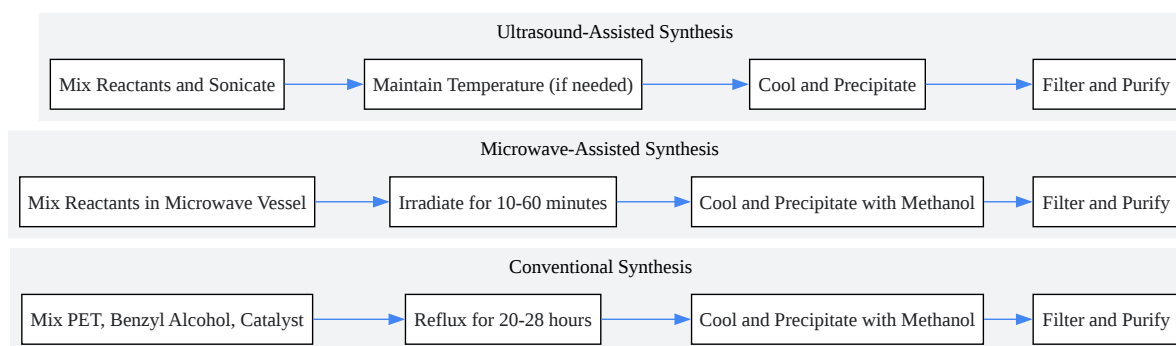 Ultrasound-Assisted Synthesis
Mix Reactants and Sonicate
Maintain Temperature (if needed)
Cool and Precipitate
Filter and Purify
Microwave-Assisted Synthesis
Mix Reactants in Microwave Vessel
Irradiate for 10-60 minutes
Cool and Precipitate with Methanol
Filter and Purify
Conventional Synthesis
Mix PET, Benzyl Alcohol, Catalyst
Reflux for 20-28 hours
Cool and Precipitate with Methanol
Filter and Purify